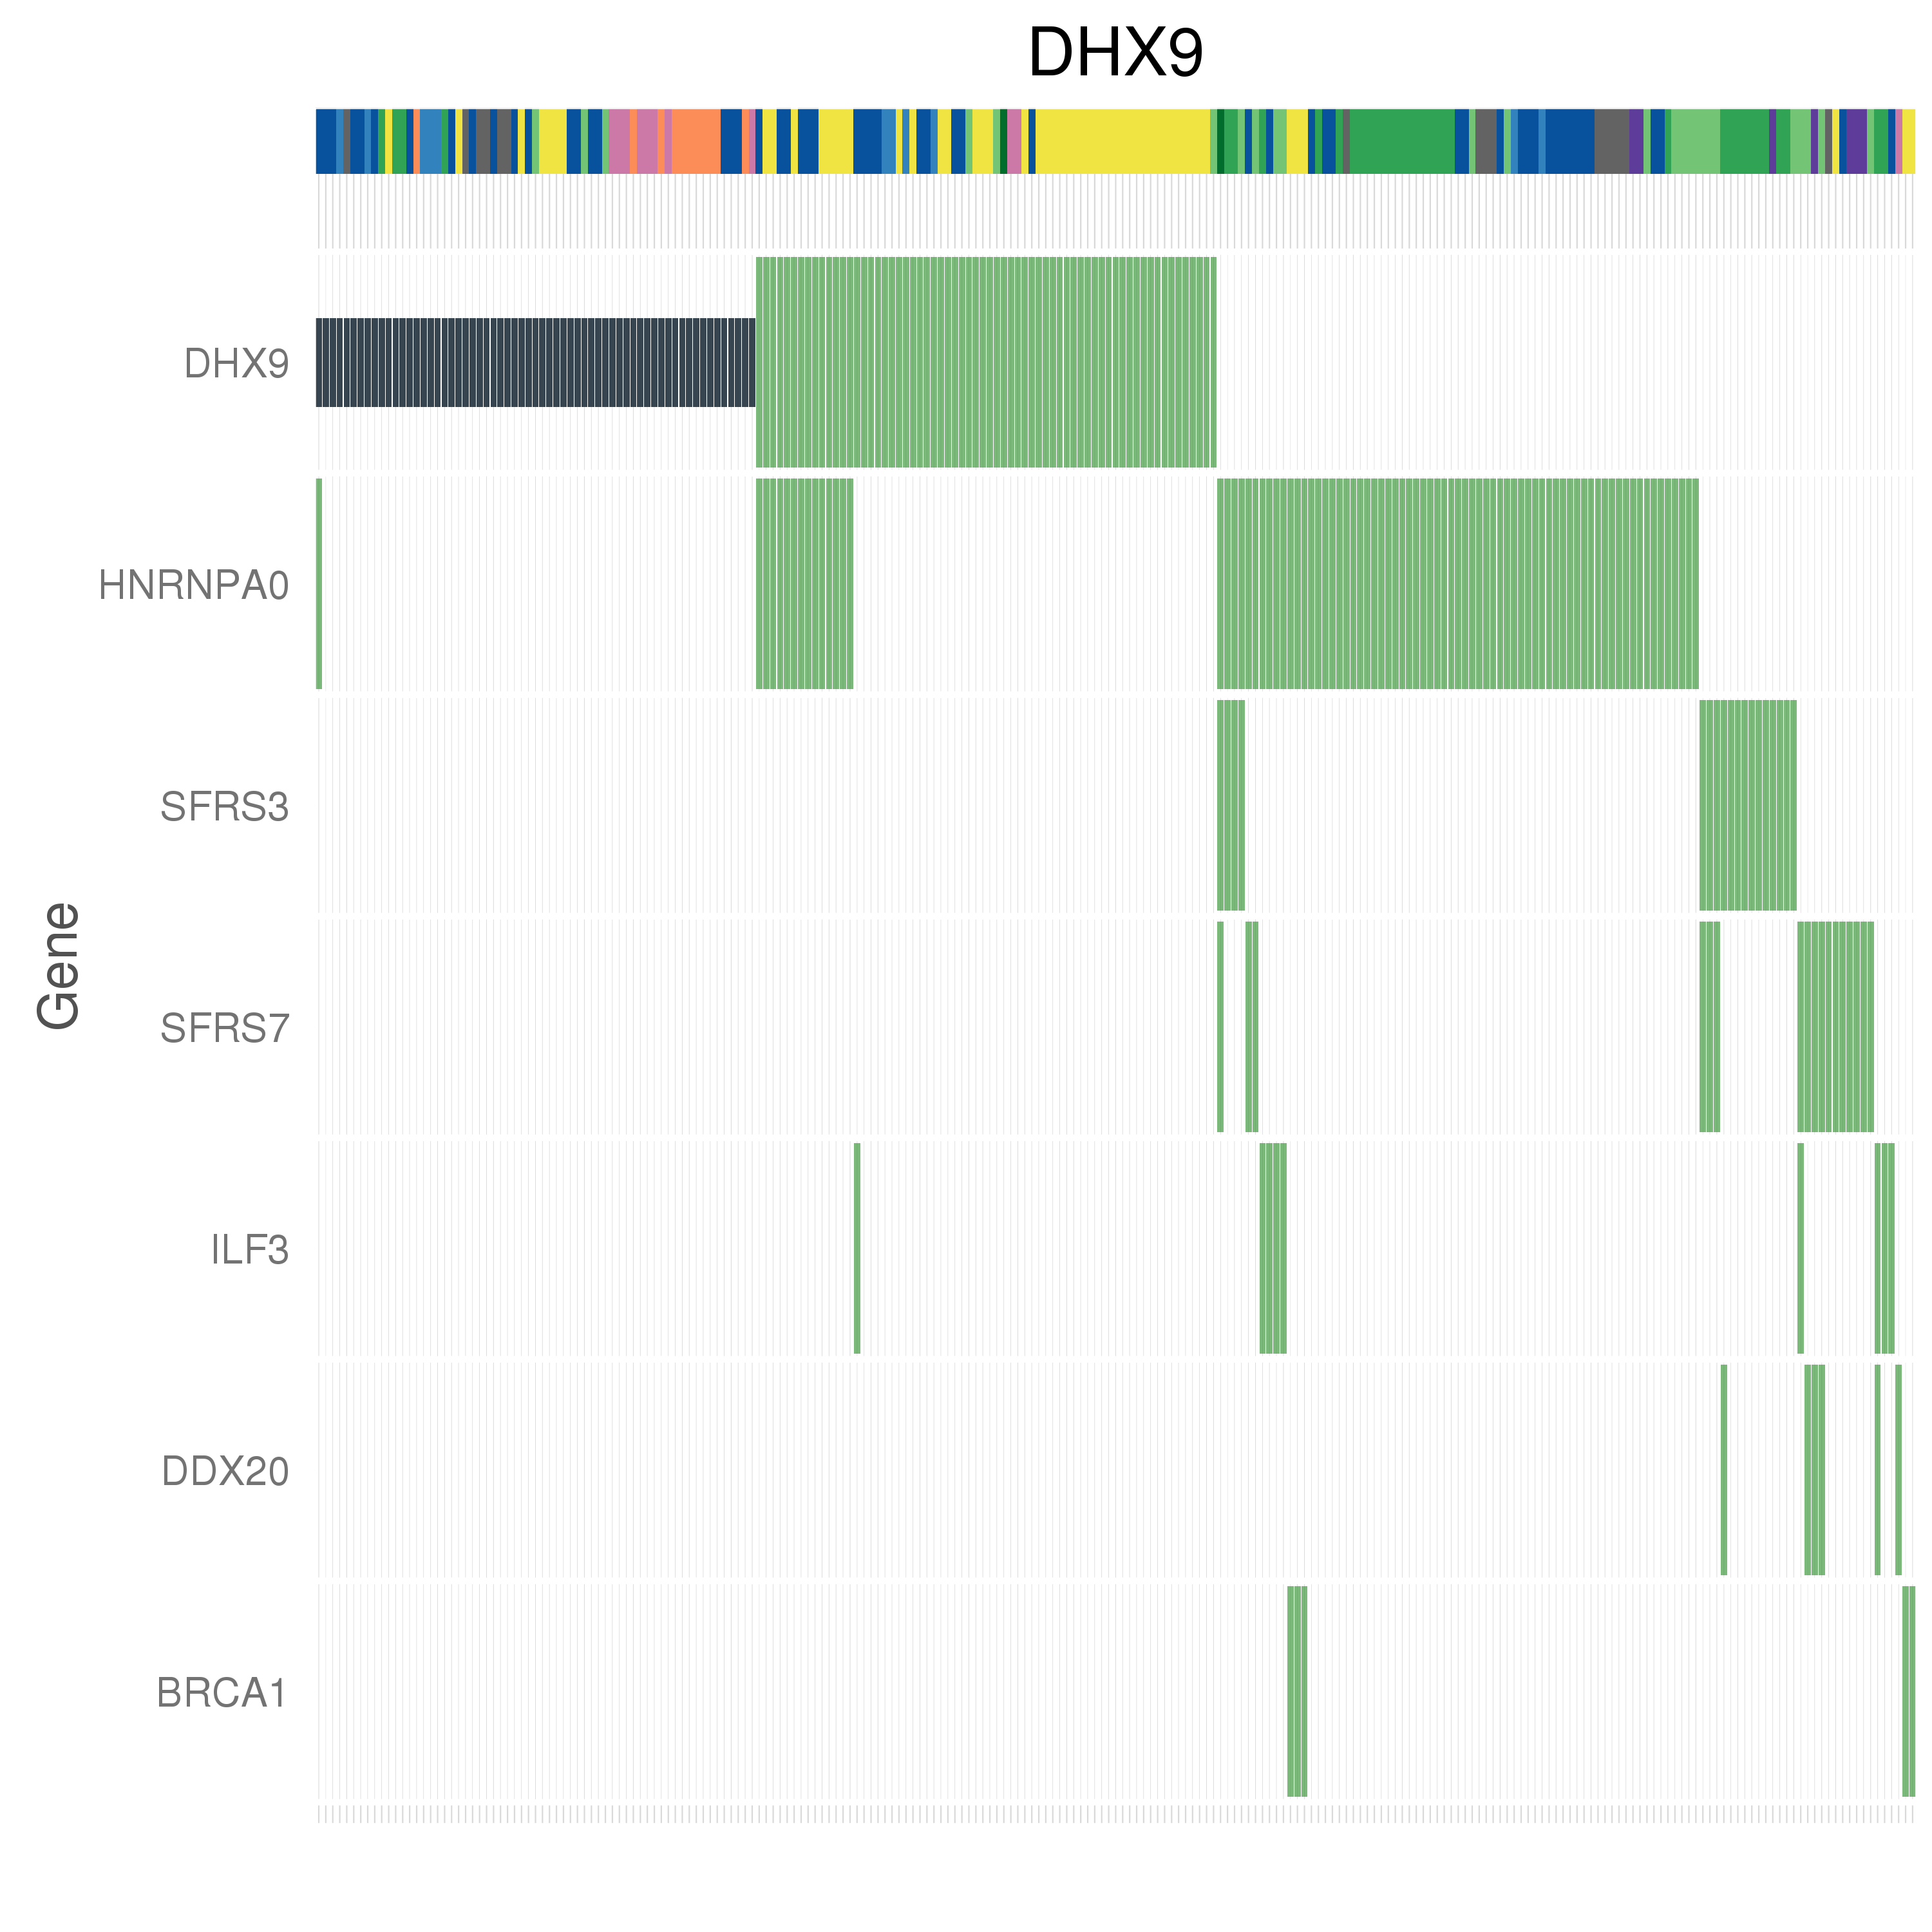 DHX9
DHX9
HNRNPA0
SFRS3
SFRS7
Gene
ILF3
DDX20
BRCA1